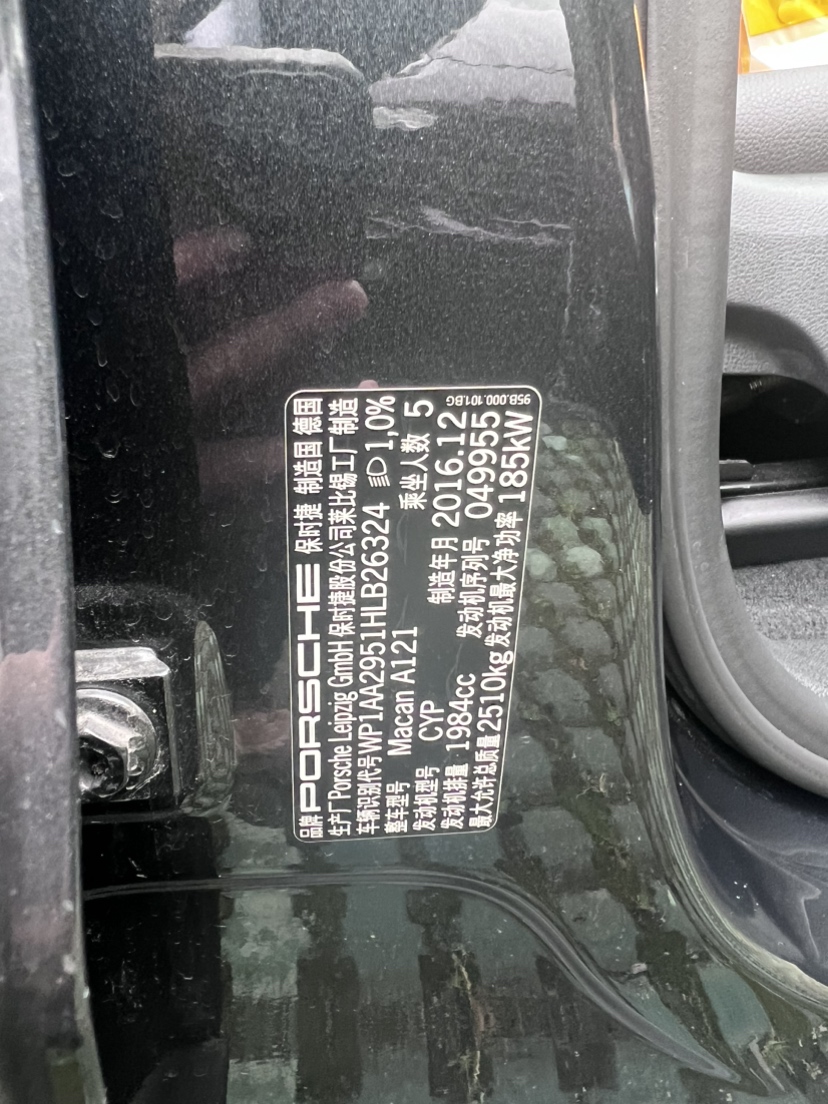 品牌 PORSCHE 保时捷 制造国 德国
生产厂 Porsche Leipzig GmbH 保时捷股份公司莱比锡工厂 制造
车辆识别代号 WP1AA2951HLB26324 1,0%
整车型号 Macan A121 乘坐人数 5
发动机型号 CYP 制造年月 2016.12
发动机排量 1984cc 发动机序列号 049955
最大允许总质量 2510kg 发动机最大净功率 185kW
95B.000.101.BG